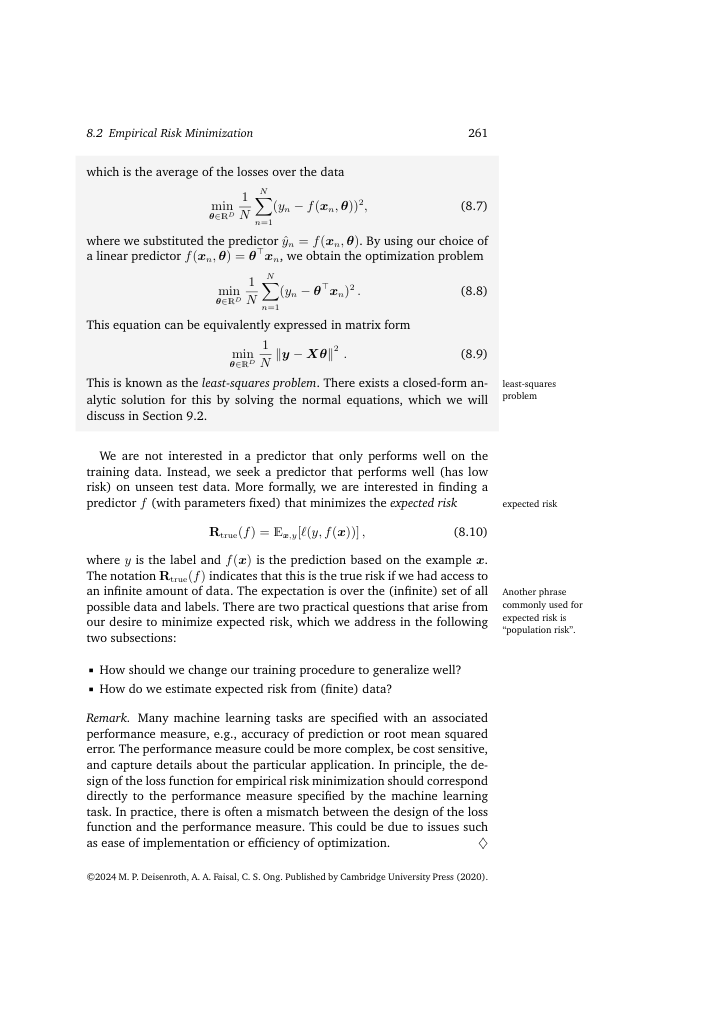 8.2 Empirical Risk Minimization 261
which is the average of the losses over the data
min_{θ∈ℝ^D} 1/N ∑_{n=1}^{N} (y_n − f(x_n, θ))², (8.7)
where we substituted the predictor ŷ_n = f(x_n, θ). By using our choice of
a linear predictor f(x_n, θ) = θ^⊤x_n, we obtain the optimization problem
min_{θ∈ℝ^D} 1/N ∑_{n=1}^{N} (y_n − θ^⊤x_n)² . (8.8)
This equation can be equivalently expressed in matrix form
min_{θ∈ℝ^D} 1/N ‖y − Xθ‖² . (8.9)
This is known as the least-squares problem. There exists a closed-form an-
alytic solution for this by solving the normal equations, which we will
discuss in Section 9.2.
least-squares
problem
We are not interested in a predictor that only performs well on the
training data. Instead, we seek a predictor that performs well (has low
risk) on unseen test data. More formally, we are interested in finding a
predictor f (with parameters fixed) that minimizes the expected risk
expected risk
R_true(f) = 𝔼_{x,y}[ℓ(y, f(x))] , (8.10)
where y is the label and f(x) is the prediction based on the example x.
The notation R_true(f) indicates that this is the true risk if we had access to
an infinite amount of data. The expectation is over the (infinite) set of all
possible data and labels. There are two practical questions that arise from
our desire to minimize expected risk, which we address in the following
two subsections:
Another phrase
commonly used for
expected risk is
“population risk”.
▪ How should we change our training procedure to generalize well?
▪ How do we estimate expected risk from (finite) data?
Remark. Many machine learning tasks are specified with an associated
performance measure, e.g., accuracy of prediction or root mean squared
error. The performance measure could be more complex, be cost sensitive,
and capture details about the particular application. In principle, the de-
sign of the loss function for empirical risk minimization should correspond
directly to the performance measure specified by the machine learning
task. In practice, there is often a mismatch between the design of the loss
function and the performance measure. This could be due to issues such
as ease of implementation or efficiency of optimization. ♢
©2024 M. P. Deisenroth, A. A. Faisal, C. S. Ong. Published by Cambridge University Press (2020).